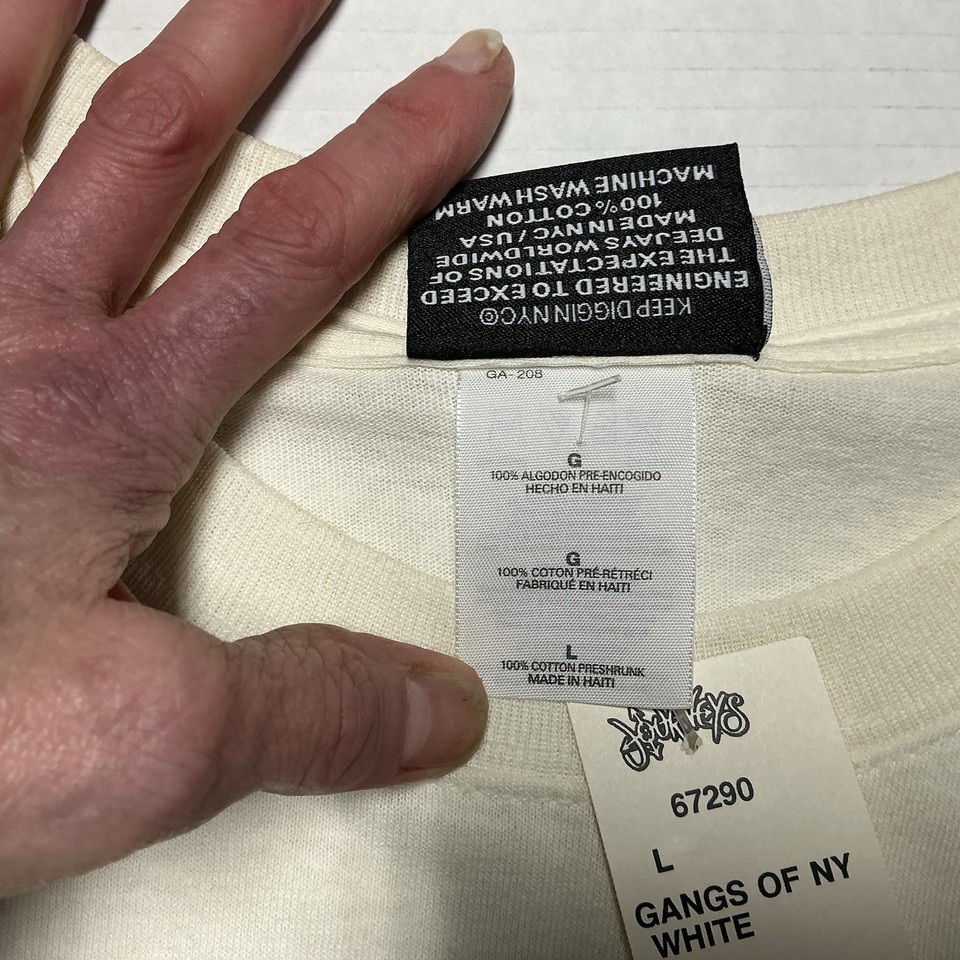 KEEP DIGGIN NYC©
ENGINEERED TO EXCEED
THE EXPECTATIONS OF
DEEJAYS WORLDWIDE
MADE IN NYC / USA
100% COTTON
MACHINE WASH WARM
GA-208
G
100% ALGODON PRE-ENCOGIDO
HECHO EN HAITI
G
100% COTON PRÉ-RÉTRÉCI
FABRIQUÉ EN HAITI
L
100% COTTON PRESHRUNK
MADE IN HAITI
JOURNEYS
67290
L
GANGS OF NY
WHITE